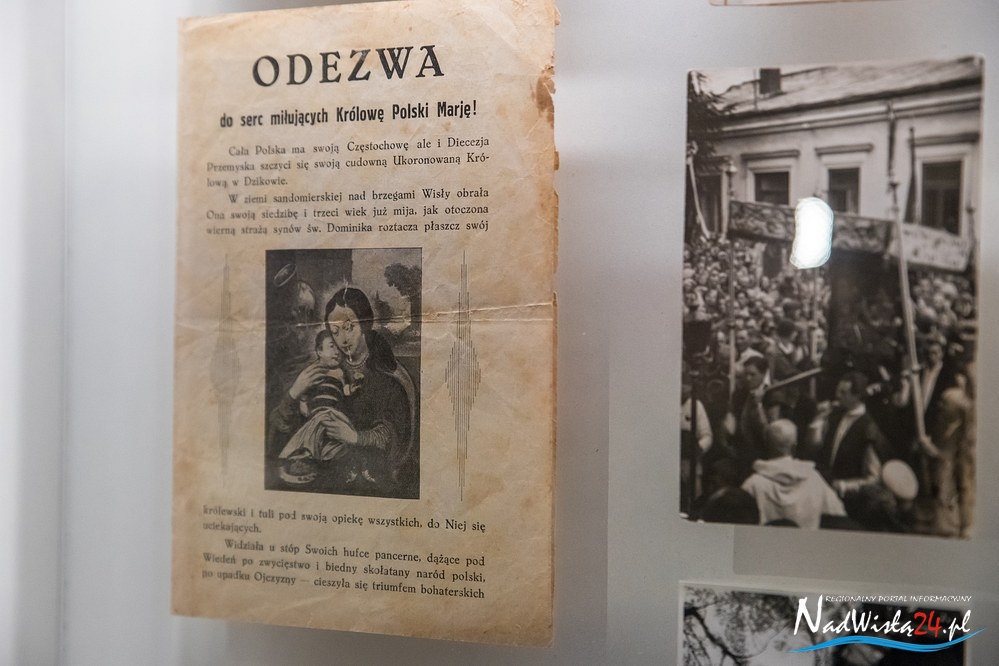 ODEZWA
do serc miłujących Królowę Polski Marję!
Cała Polska ma swoją Częstochowę ale i Diecezja
Przemyska szczyci się swoją cudowną Ukoronowaną Kró-
lową w Dzikowie.
W ziemi sandomierskiej nad brzegami Wisły obrała
Ona swoją siedzibę i trzeci wiek już mija, jak otoczona
wierną strażą synów św. Dominika roztacza płaszcz swój
królewski i tuli pod swoją opiekę wszystkich, do Niej się
uciekających.
Widziała u stóp Swoich hufce pancerne, dążące pod
Wiedeń po zwycięstwo i biedny skołatany naród polski,
po upadku Ojczyzny — cieszyła się triumfem bohaterskich
REGIONALNY PORTAL INFORMACYJNY
NadWisłą24.pl